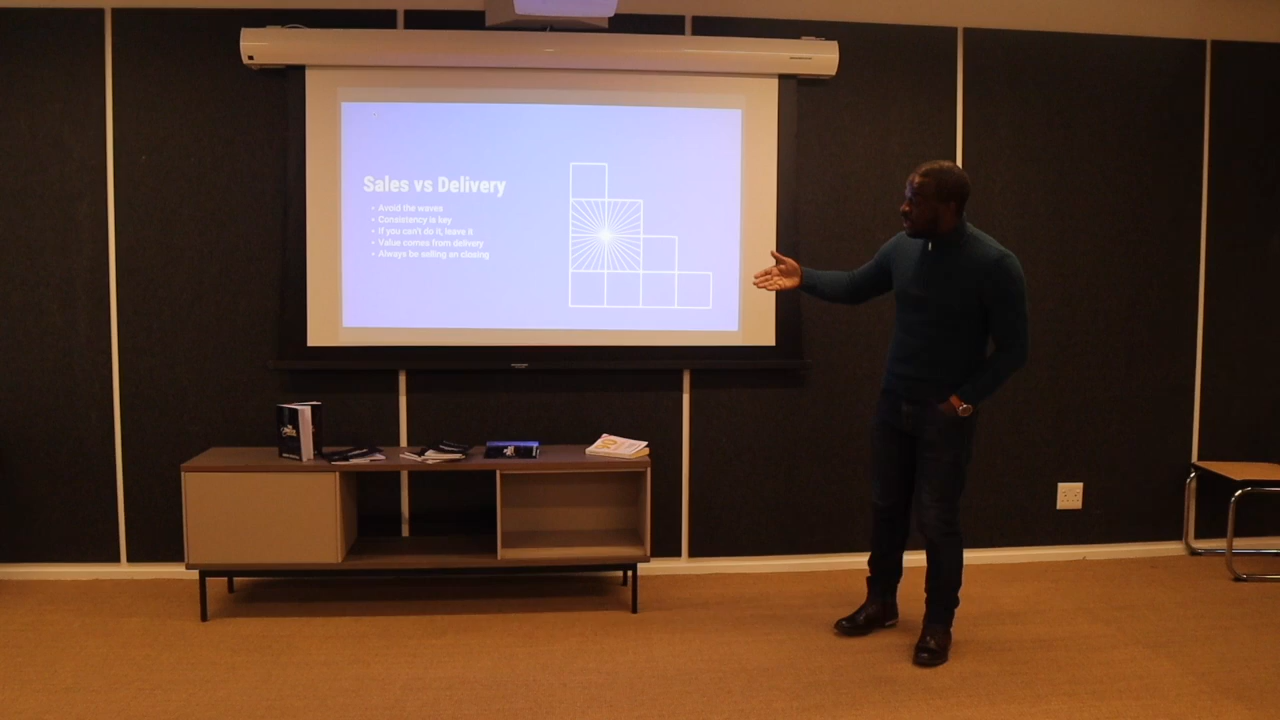 Sales vs Delivery
• Avoid the waves
• Consistency is key
• If you can't do it, leave it
• Value comes from delivery
• Always be selling an closing